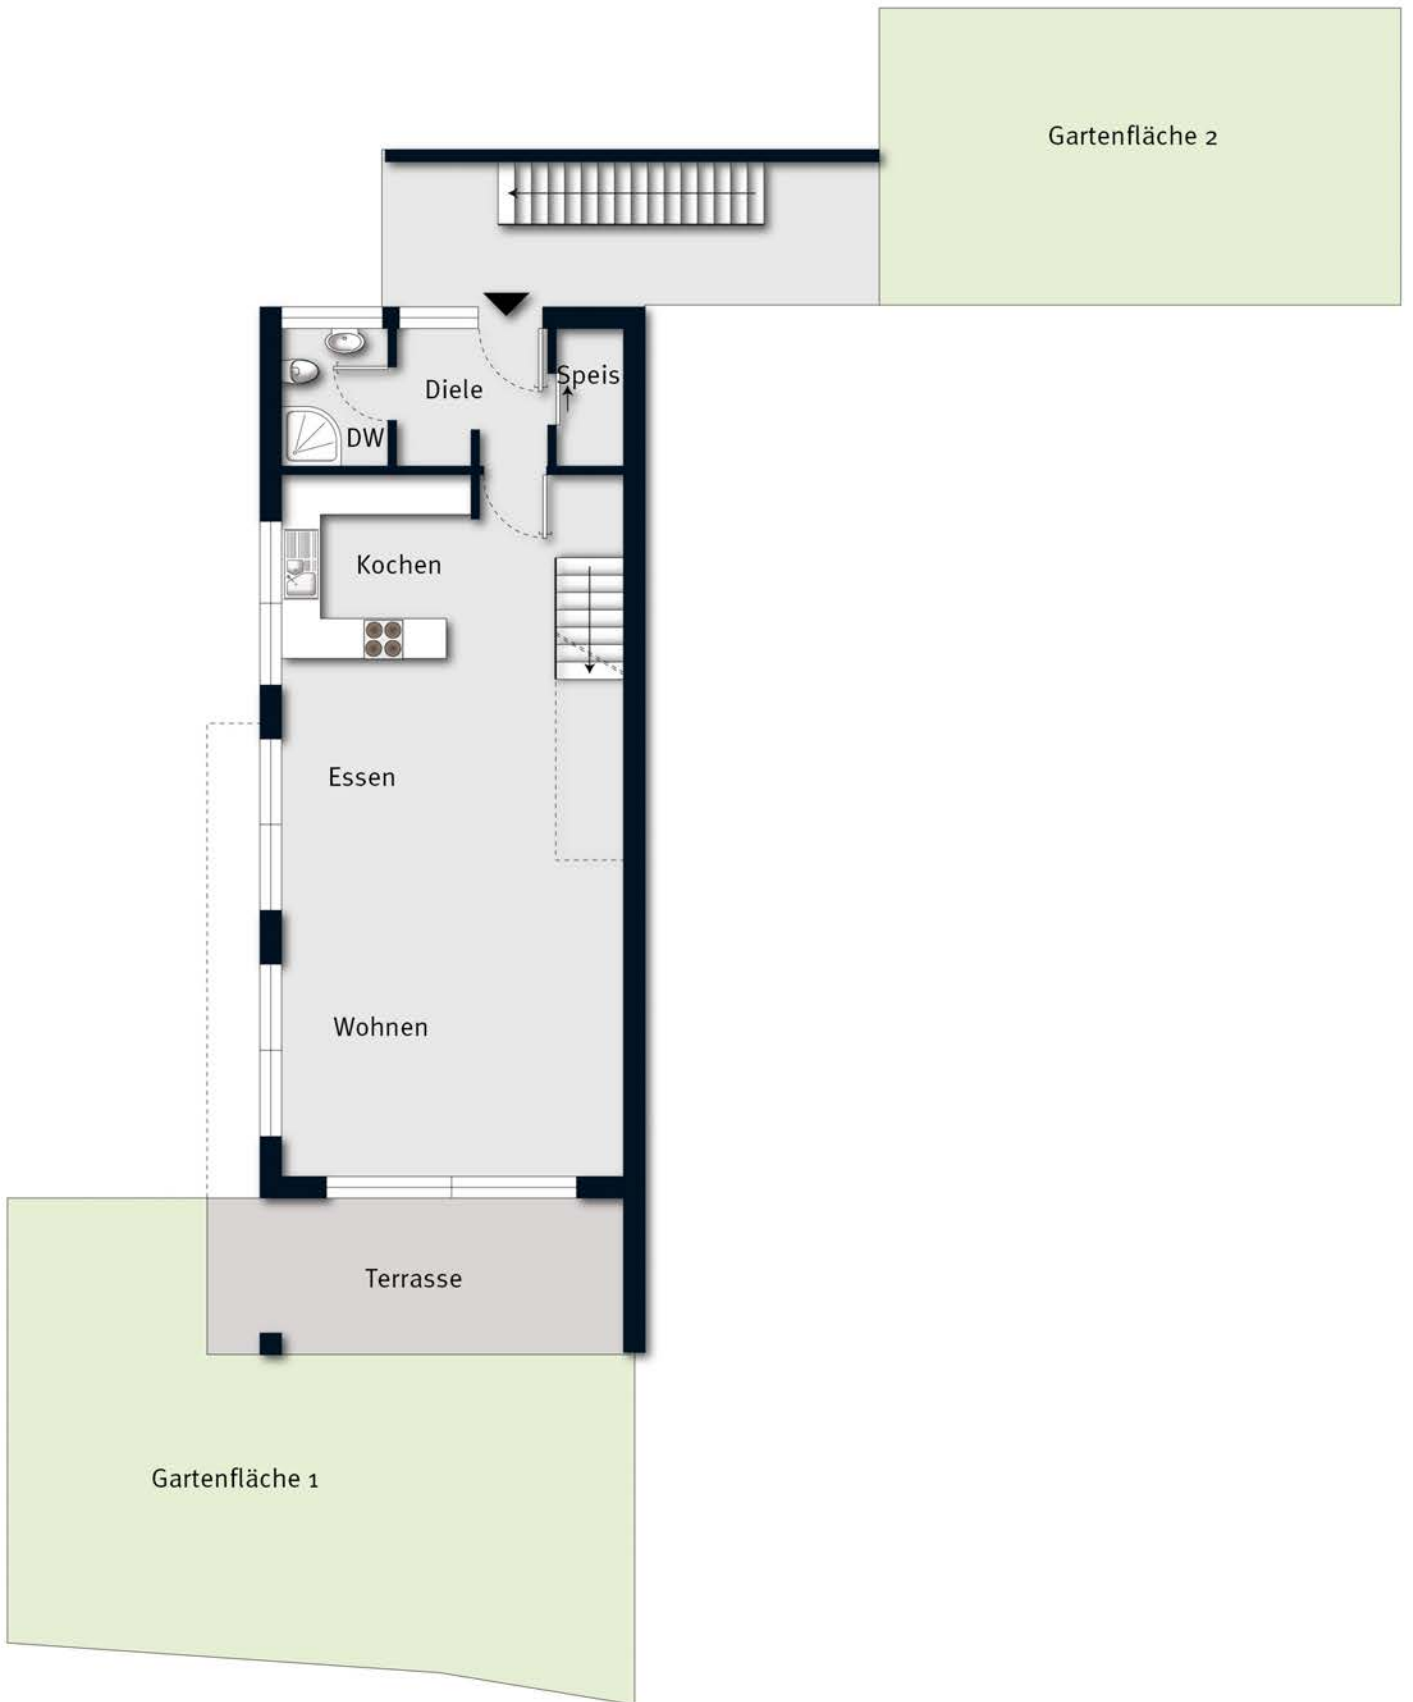 Gartenfläche 2
Speis
Diele
DW
Kochen
Essen
Wohnen
Terrasse
Gartenfläche 1